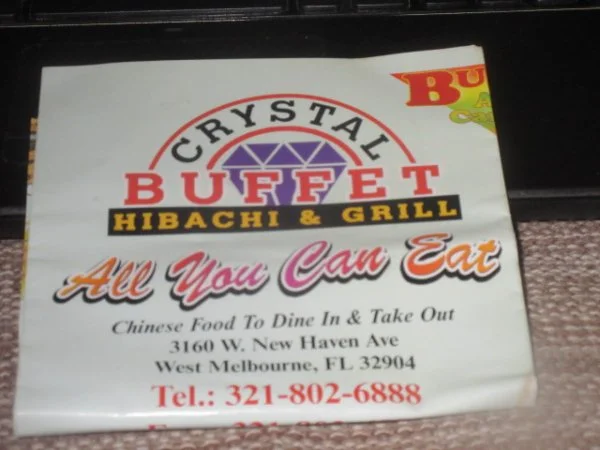 CRYSTAL
BUFFET
HIBACHI & GRILL
All You Can Eat
Chinese Food To Dine In & Take Out
3160 W. New Haven Ave
West Melbourne, FL 32904
Tel.: 321-802-6888